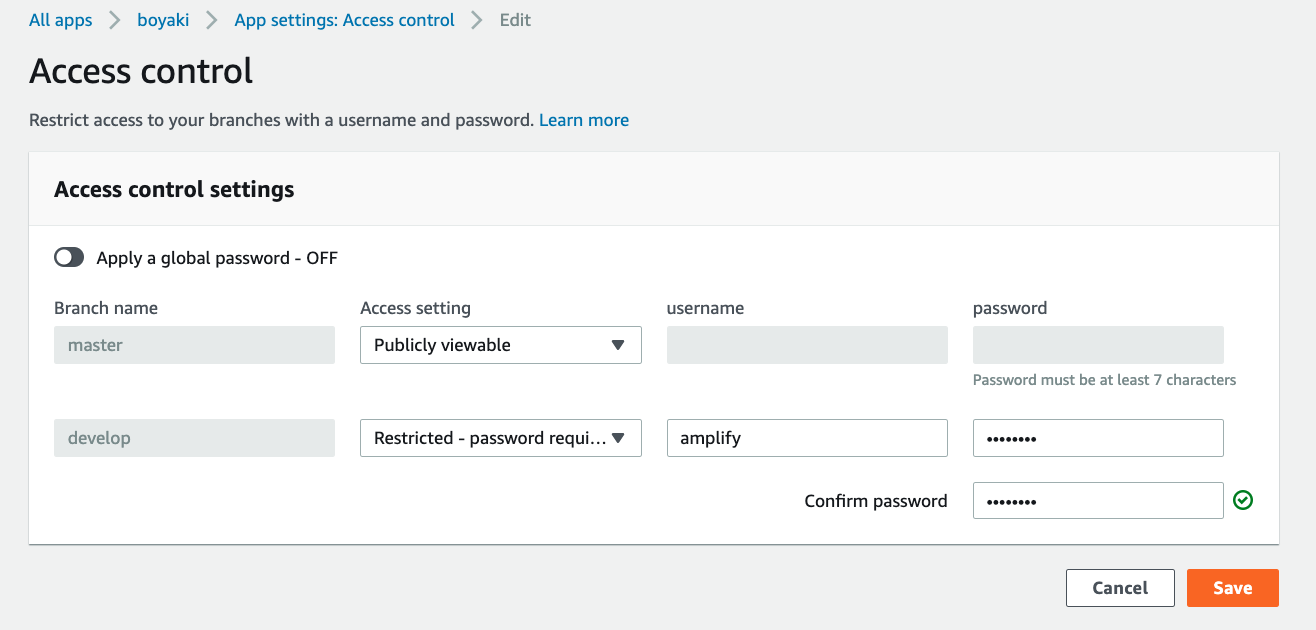 All apps > boyaki > App settings: Access control > Edit
Access control
Restrict access to your branches with a username and password. Learn more
Access control settings
Apply a global password - OFF
Branch name Access setting username password
master Publicly viewable
Password must be at least 7 characters
develop Restricted - password requi... amplify ••••••••
Confirm password ••••••••
Cancel Save